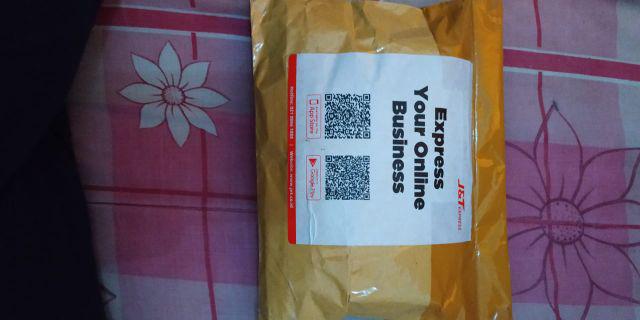 J&T EXPRESS
Express
Your Online
Business
App Store
Google Play